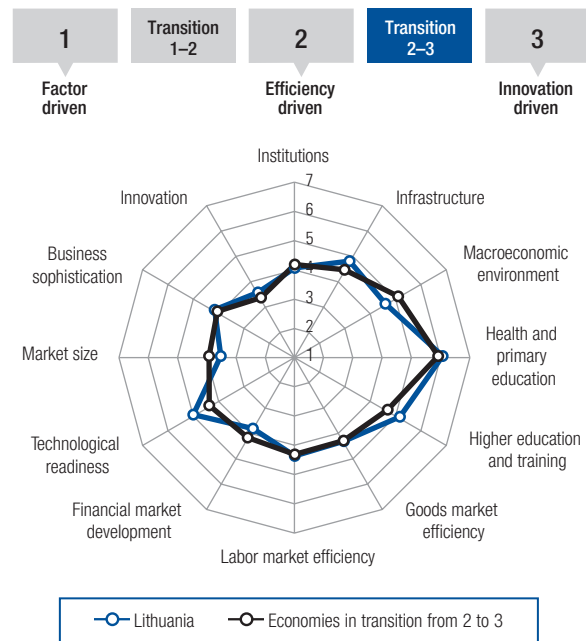 1
Transition
1–2
2
Transition
2–3
3
Factor
driven
Efficiency
driven
Innovation
driven
Institutions
7
6
5
4
3
2
1
Infrastructure
Macroeconomic
environment
Health and
primary
education
Higher education
and training
Goods market
efficiency
Labor market efficiency
Financial market
development
Technological
readiness
Market size
Business
sophistication
Innovation
Lithuania
Economies in transition from 2 to 3